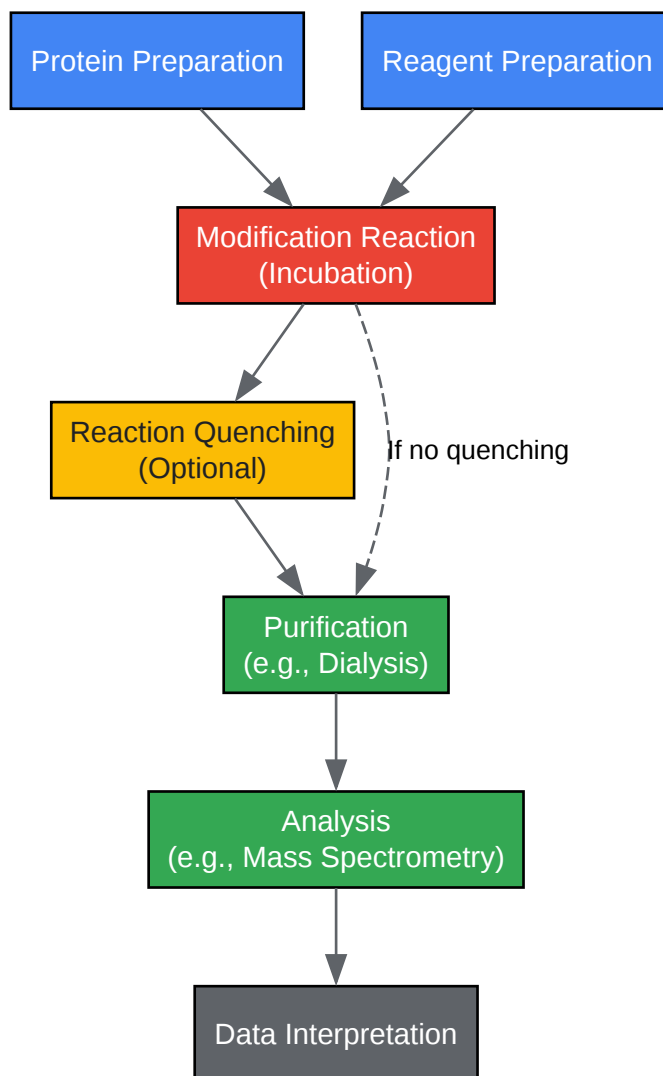 Protein Preparation
Reagent Preparation
Modification Reaction
(Incubation)
Reaction Quenching
(Optional)
If no quenching
Purification
(e.g., Dialysis)
Analysis
(e.g., Mass Spectrometry)
Data Interpretation